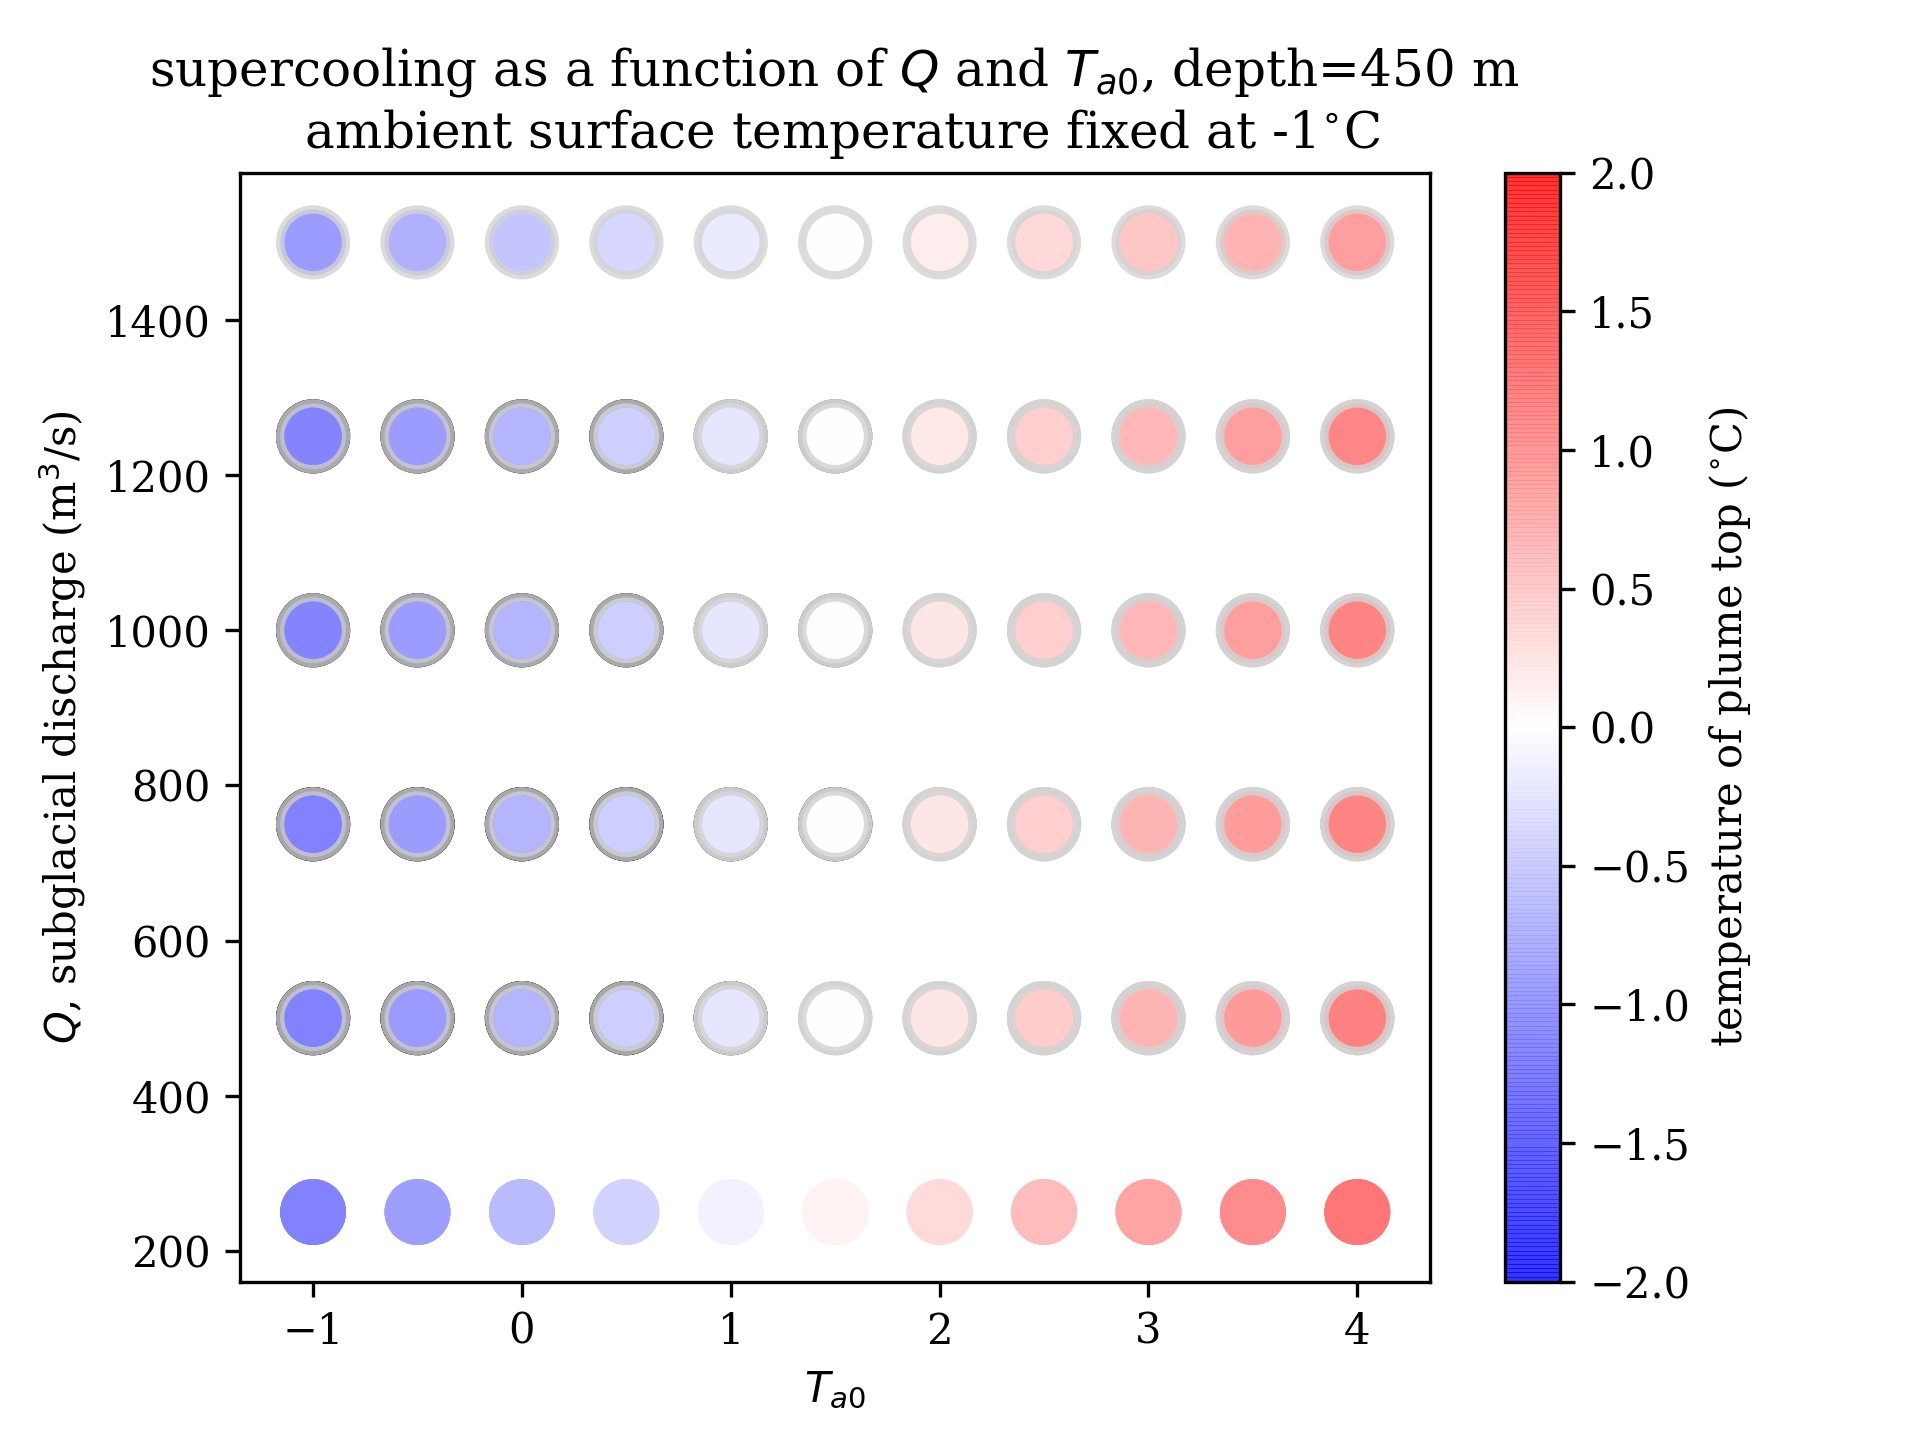 supercooling as a function of Q and Tₐ₀, depth=450 m
ambient surface temperature fixed at -1°C
1400
1200
1000
800
600
400
200
Q, subglacial discharge (m³/s)
−1 0 1 2 3 4
Tₐ₀
2.0
1.5
1.0
0.5
0.0
−0.5
−1.0
−1.5
−2.0
temperature of plume top (°C)